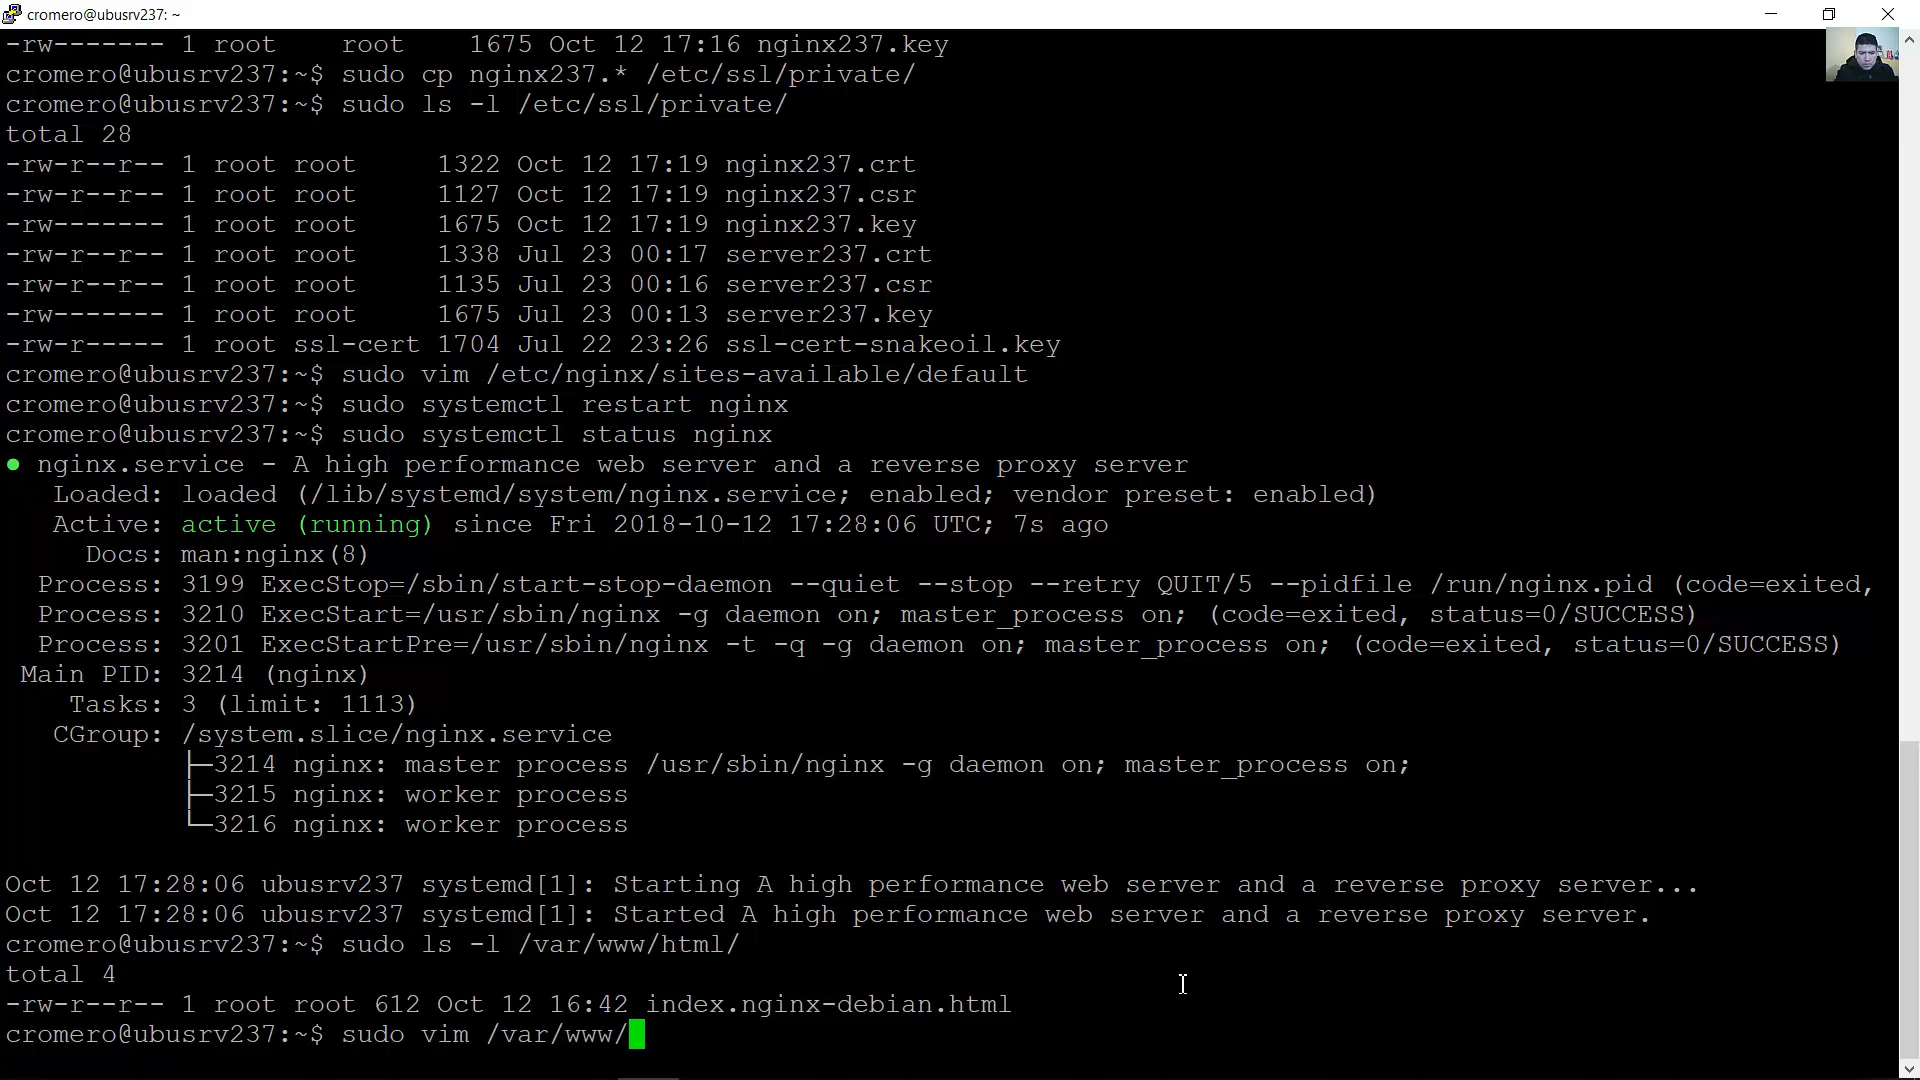 cromero@ubusrv237: ~
-rw------- 1 root    root    1675 Oct 12 17:16 nginx237.key
cromero@ubusrv237:~$ sudo cp nginx237.* /etc/ssl/private/
cromero@ubusrv237:~$ sudo ls -l /etc/ssl/private/
total 28
-rw-r--r-- 1 root root     1322 Oct 12 17:19 nginx237.crt
-rw-r--r-- 1 root root     1127 Oct 12 17:19 nginx237.csr
-rw------- 1 root root     1675 Oct 12 17:19 nginx237.key
-rw-r--r-- 1 root root     1338 Jul 23 00:17 server237.crt
-rw-r--r-- 1 root root     1135 Jul 23 00:16 server237.csr
-rw------- 1 root root     1675 Jul 23 00:13 server237.key
-rw-r----- 1 root ssl-cert 1704 Jul 22 23:26 ssl-cert-snakeoil.key
cromero@ubusrv237:~$ sudo vim /etc/nginx/sites-available/default
cromero@ubusrv237:~$ sudo systemctl restart nginx
cromero@ubusrv237:~$ sudo systemctl status nginx
● nginx.service - A high performance web server and a reverse proxy server
   Loaded: loaded (/lib/systemd/system/nginx.service; enabled; vendor preset: enabled)
   Active: active (running) since Fri 2018-10-12 17:28:06 UTC; 7s ago
     Docs: man:nginx(8)
  Process: 3199 ExecStop=/sbin/start-stop-daemon --quiet --stop --retry QUIT/5 --pidfile /run/nginx.pid (code=exited,
  Process: 3210 ExecStart=/usr/sbin/nginx -g daemon on; master_process on; (code=exited, status=0/SUCCESS)
  Process: 3201 ExecStartPre=/usr/sbin/nginx -t -q -g daemon on; master_process on; (code=exited, status=0/SUCCESS)
 Main PID: 3214 (nginx)
    Tasks: 3 (limit: 1113)
   CGroup: /system.slice/nginx.service
           ├─3214 nginx: master process /usr/sbin/nginx -g daemon on; master_process on;
           ├─3215 nginx: worker process
           └─3216 nginx: worker process
Oct 12 17:28:06 ubusrv237 systemd[1]: Starting A high performance web server and a reverse proxy server...
Oct 12 17:28:06 ubusrv237 systemd[1]: Started A high performance web server and a reverse proxy server.
cromero@ubusrv237:~$ sudo ls -l /var/www/html/
total 4
-rw-r--r-- 1 root root 612 Oct 12 16:42 index.nginx-debian.html
cromero@ubusrv237:~$ sudo vim /var/www/